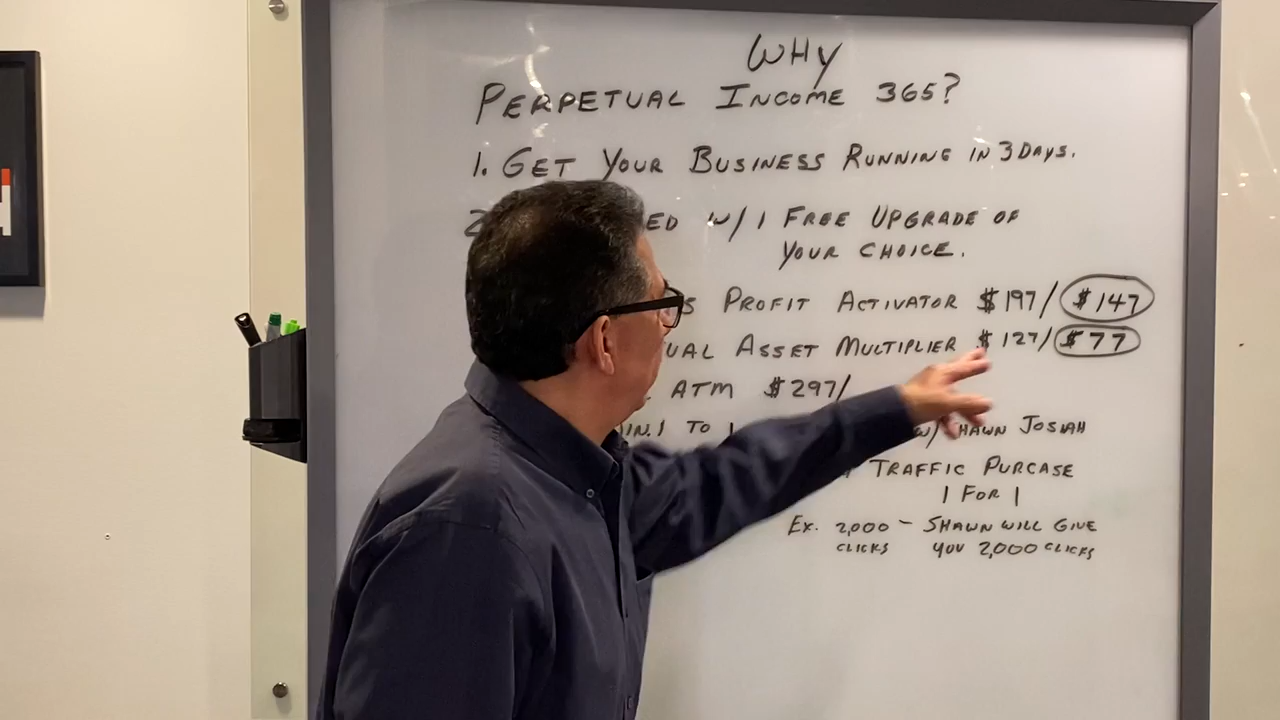 WHY
PERPETUAL INCOME 365?
1. GET YOUR BUSINESS RUNNING IN 3 DAYS.
2 W/ 1 FREE UPGRADE OF
YOUR CHOICE.
PROFIT ACTIVATOR $197/ $147
ASSET MULTIPLIER $127/ $77
ATM $297/
1 TO 1 W/ SHAWN JOSIAH
TRAFFIC PURCASE
1 FOR 1
EX. 2,000 - SHAWN WILL GIVE
CLICKS YOU 2,000 CLICKS